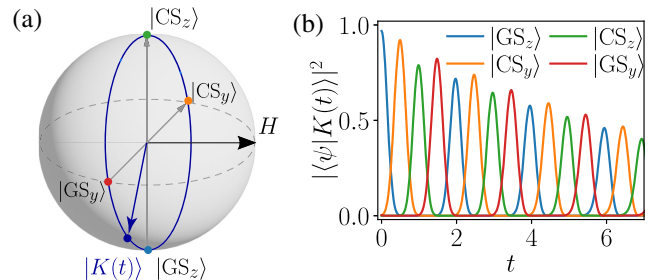 (a)
|CS_z⟩
|CS_y⟩
H
|GS_y⟩
|K(t)⟩
|GS_z⟩
(b)
|⟨ψ|K(t)⟩|²
1.0
0.5
0.0
|GS_z⟩ |CS_z⟩
|CS_y⟩ |GS_y⟩
0 2 4 6
t